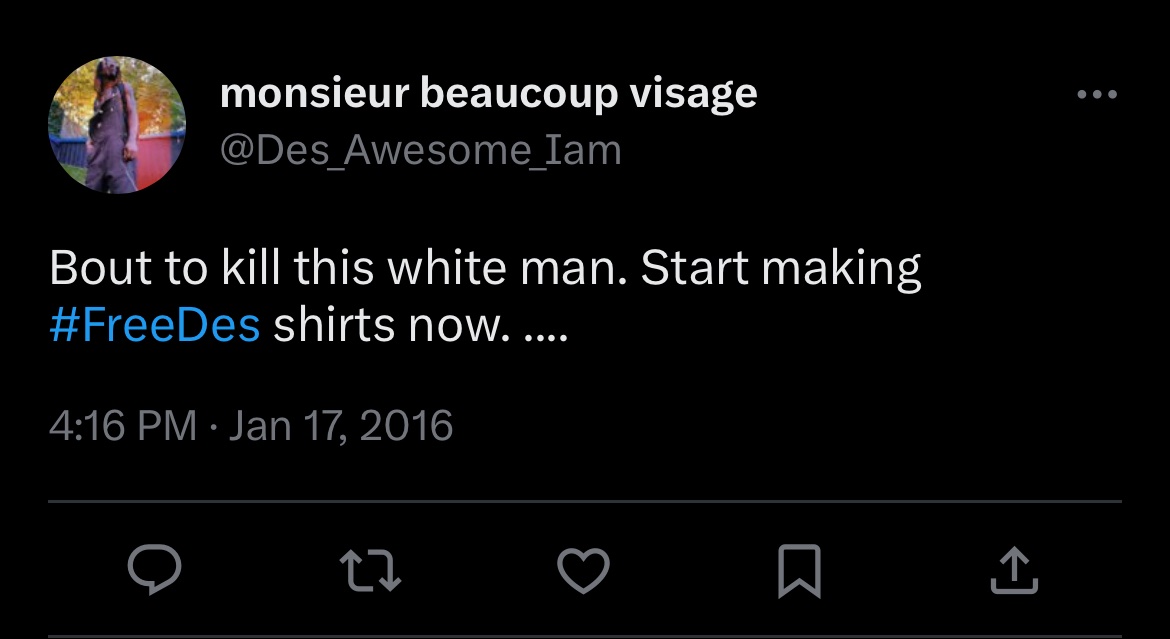 monsieur beaucoup visage
@Des_Awesome_Iam
Bout to kill this white man. Start making
#FreeDes shirts now. ....
4:16 PM · Jan 17, 2016